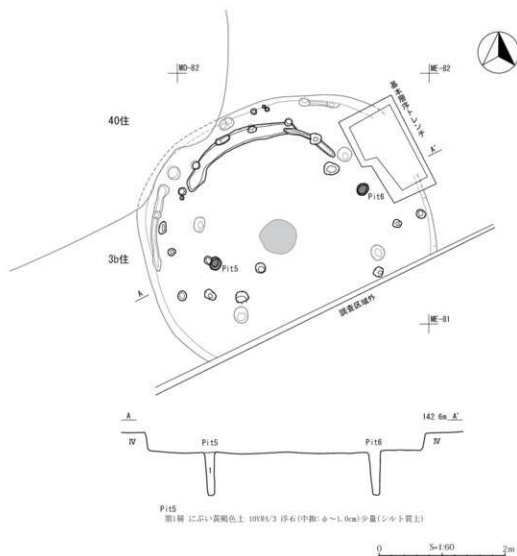 MD-82
ME-82
40住
基本層序トレンチ
A'
Pit6
3b住
Pit5
A
調査区域外
ME-81
A
142.6m A'
Ⅳ
Pit5
Pit6
Ⅳ
1
Pit5
第1層 にぶい黄褐色土 10YR4/3 浮石(中掫:φ~1.0cm)少量(シルト質土)
0
S=1:60
2m